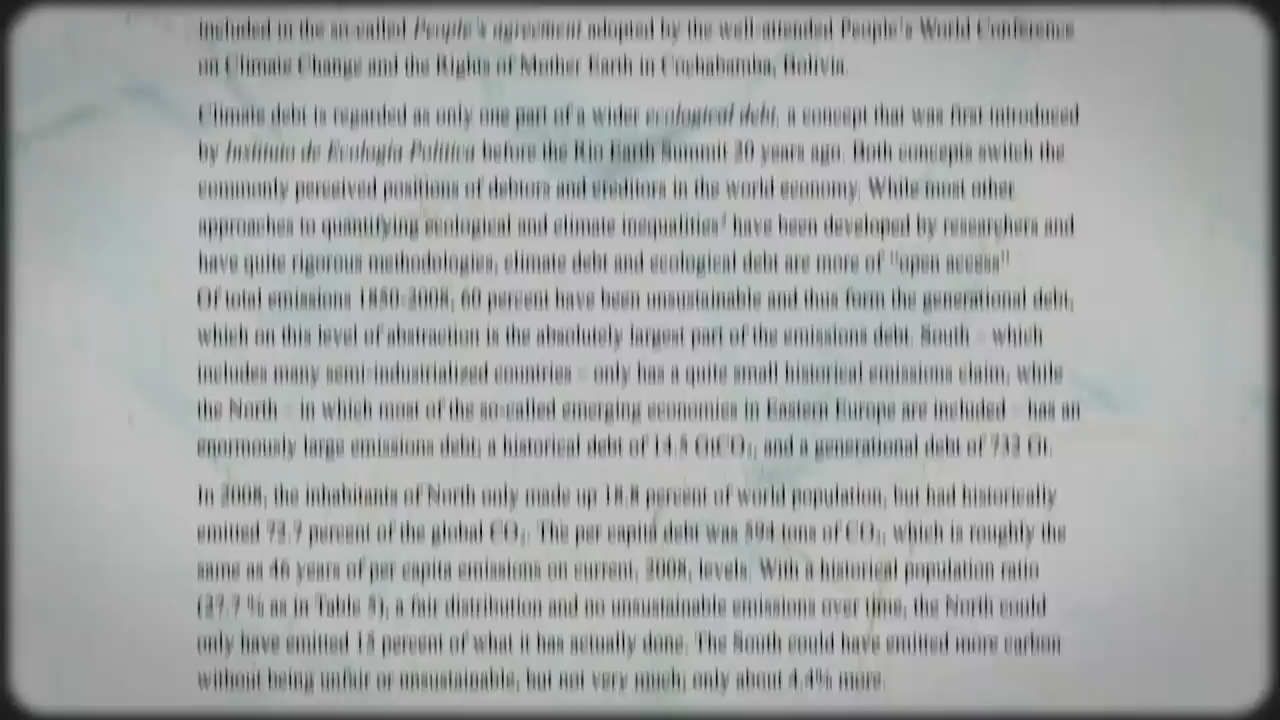 included in the so-called People's agreement adopted by the well-attended People's World Conference
on Climate Change and the Rights of Mother Earth in Cochabamba, Bolivia.
Climate debt is regarded as only one part of a wider ecological debt, a concept that was first introduced
by Instituto de Ecologia Politica before the Rio Earth Summit 20 years ago. Both concepts switch the
commonly perceived positions of debtors and creditors in the world economy. While most other
approaches to quantifying ecological and climate inequalities have been developed by researchers and
have quite rigorous methodologies, climate debt and ecological debt are more of "open access"
Of total emissions 1850-2008, 60 percent have been unsustainable and thus form the generational debt,
which on this level of abstraction is the absolutely largest part of the emissions debt. South – which
includes many semi-industrialized countries – only has a quite small historical emissions claim, while
the North – in which most of the so-called emerging economies in Eastern Europe are included – has an
enormously large emissions debt; a historical debt of 14.5 GtCO₂, and a generational debt of 732 Gt.
In 2008, the inhabitants of North only made up 18.8 percent of world population, but had historically
emitted 72.7 percent of the global CO₂. The per capita debt was 594 tons of CO₂, which is roughly the
same as 46 years of per capita emissions on current, 2008, levels. With a historical population ratio
(27.7 % as in Table 5), a fair distribution and no unsustainable emissions over time, the North could
only have emitted 15 percent of what it has actually done. The South could have emitted more carbon
without being unfair or unsustainable, but not very much; only about 4.4% more.